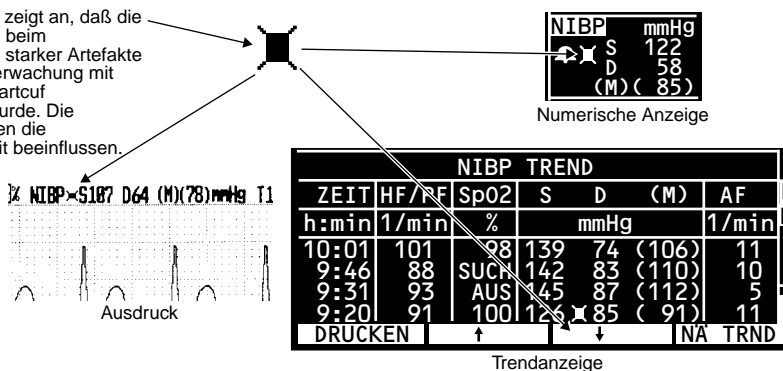 zeigt an, daß die
beim
starker Artefakte
erwachung mit
artcuf
urde. Die
en die
it beeinflussen.
NIBP mmHg
S 122
D 58
(M)( 85)
Numerische Anzeige
% NIBP S107 D64 (M)(78)mmHg T1
Ausdruck
NIBP TREND
ZEIT HF/PF SpO2 S D (M) AF
h:min 1/min % mmHg 1/min
10:01 101 98 139 74 (106) 11
9:46 88 SUCH 142 83 (110) 10
9:31 93 AUS 145 87 (112) 5
9:20 91 100 85 ( 91) 11
DRUCKEN ↑ ↓ NÄ TRND
Trendanzeige